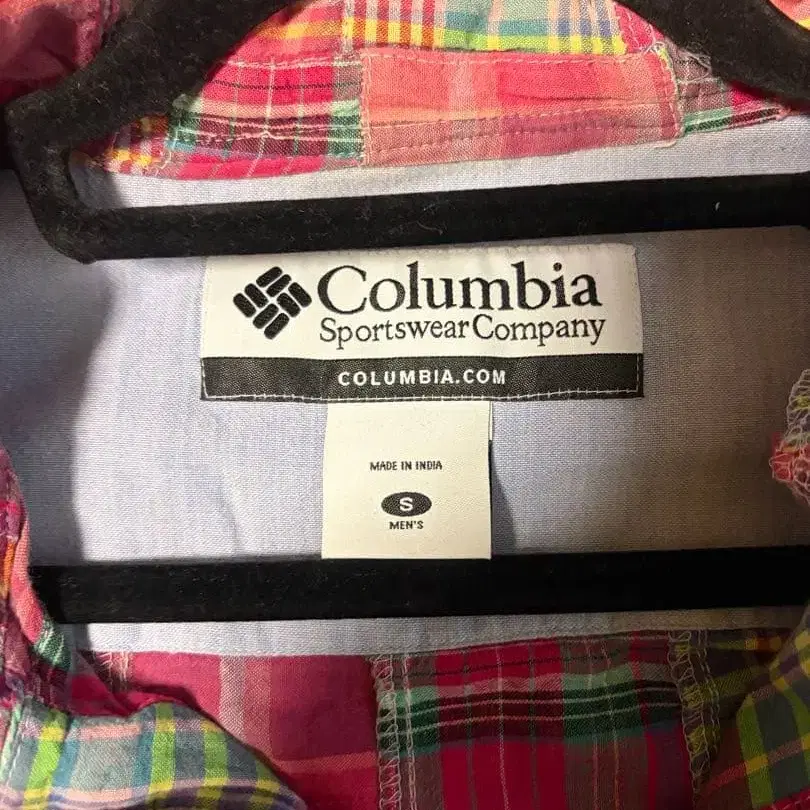 Columbia
Sportswear Company
COLUMBIA.COM
MADE IN INDIA
S
MEN'S